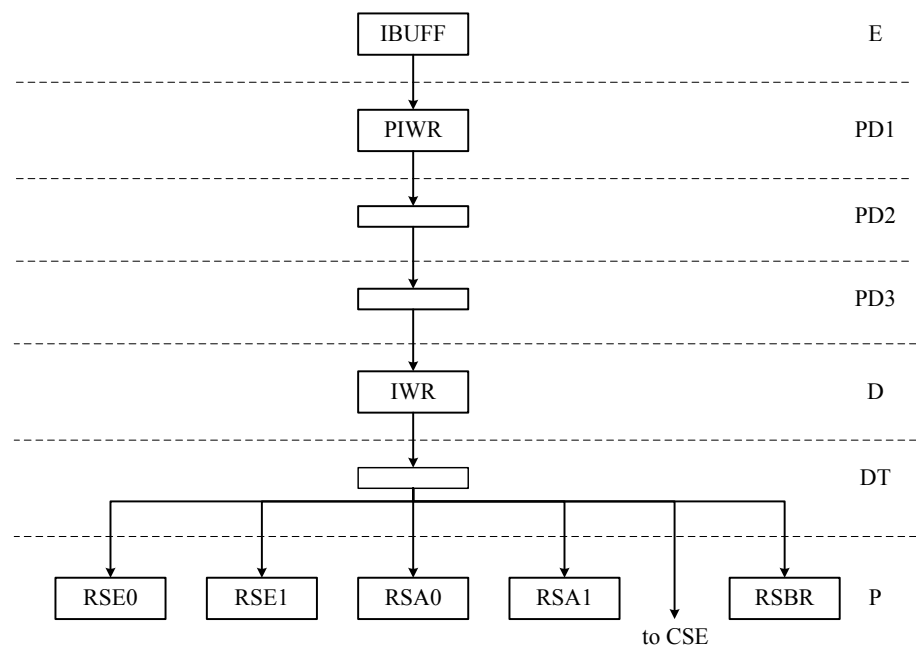 IBUFF E
PIWR PD1
PD2
PD3
IWR D
DT
RSE0 RSE1 RSA0 RSA1 RSBR P
to CSE